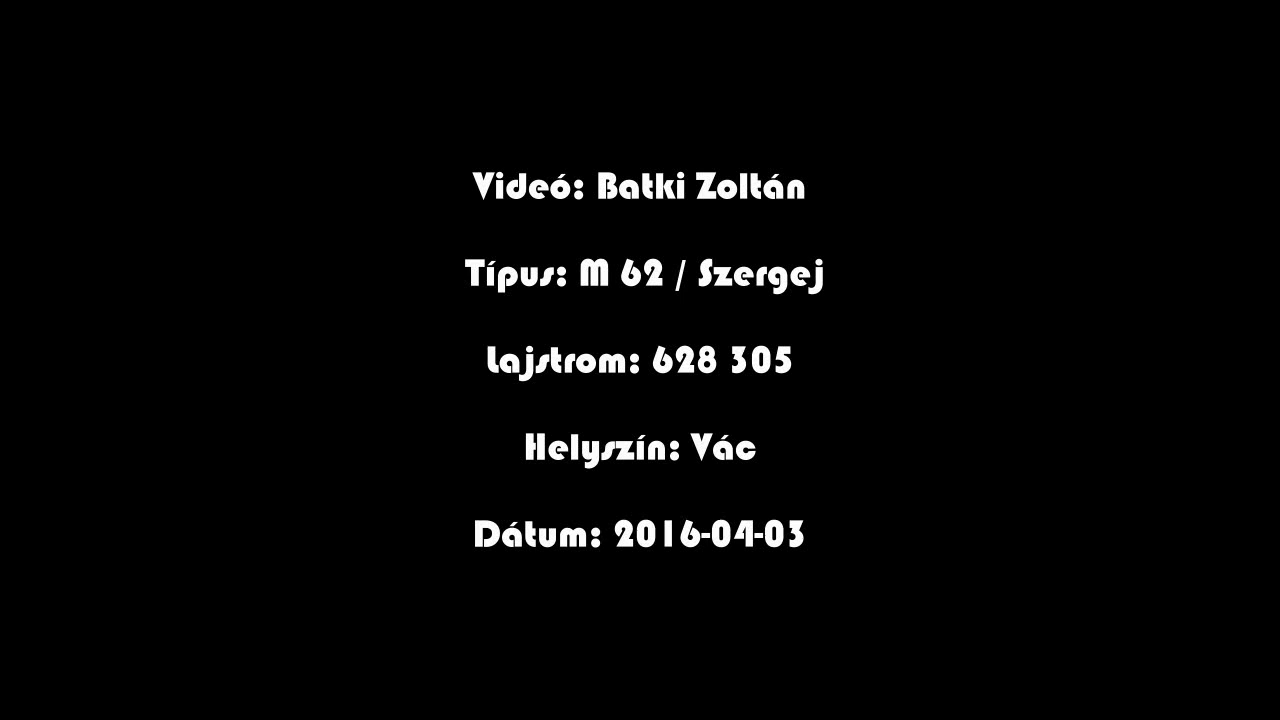 Videó: Batki Zoltán
Típus: M 62 / Szergej
Lajstrom: 628 305
Helyszín: Vác
Dátum: 2016-04-03